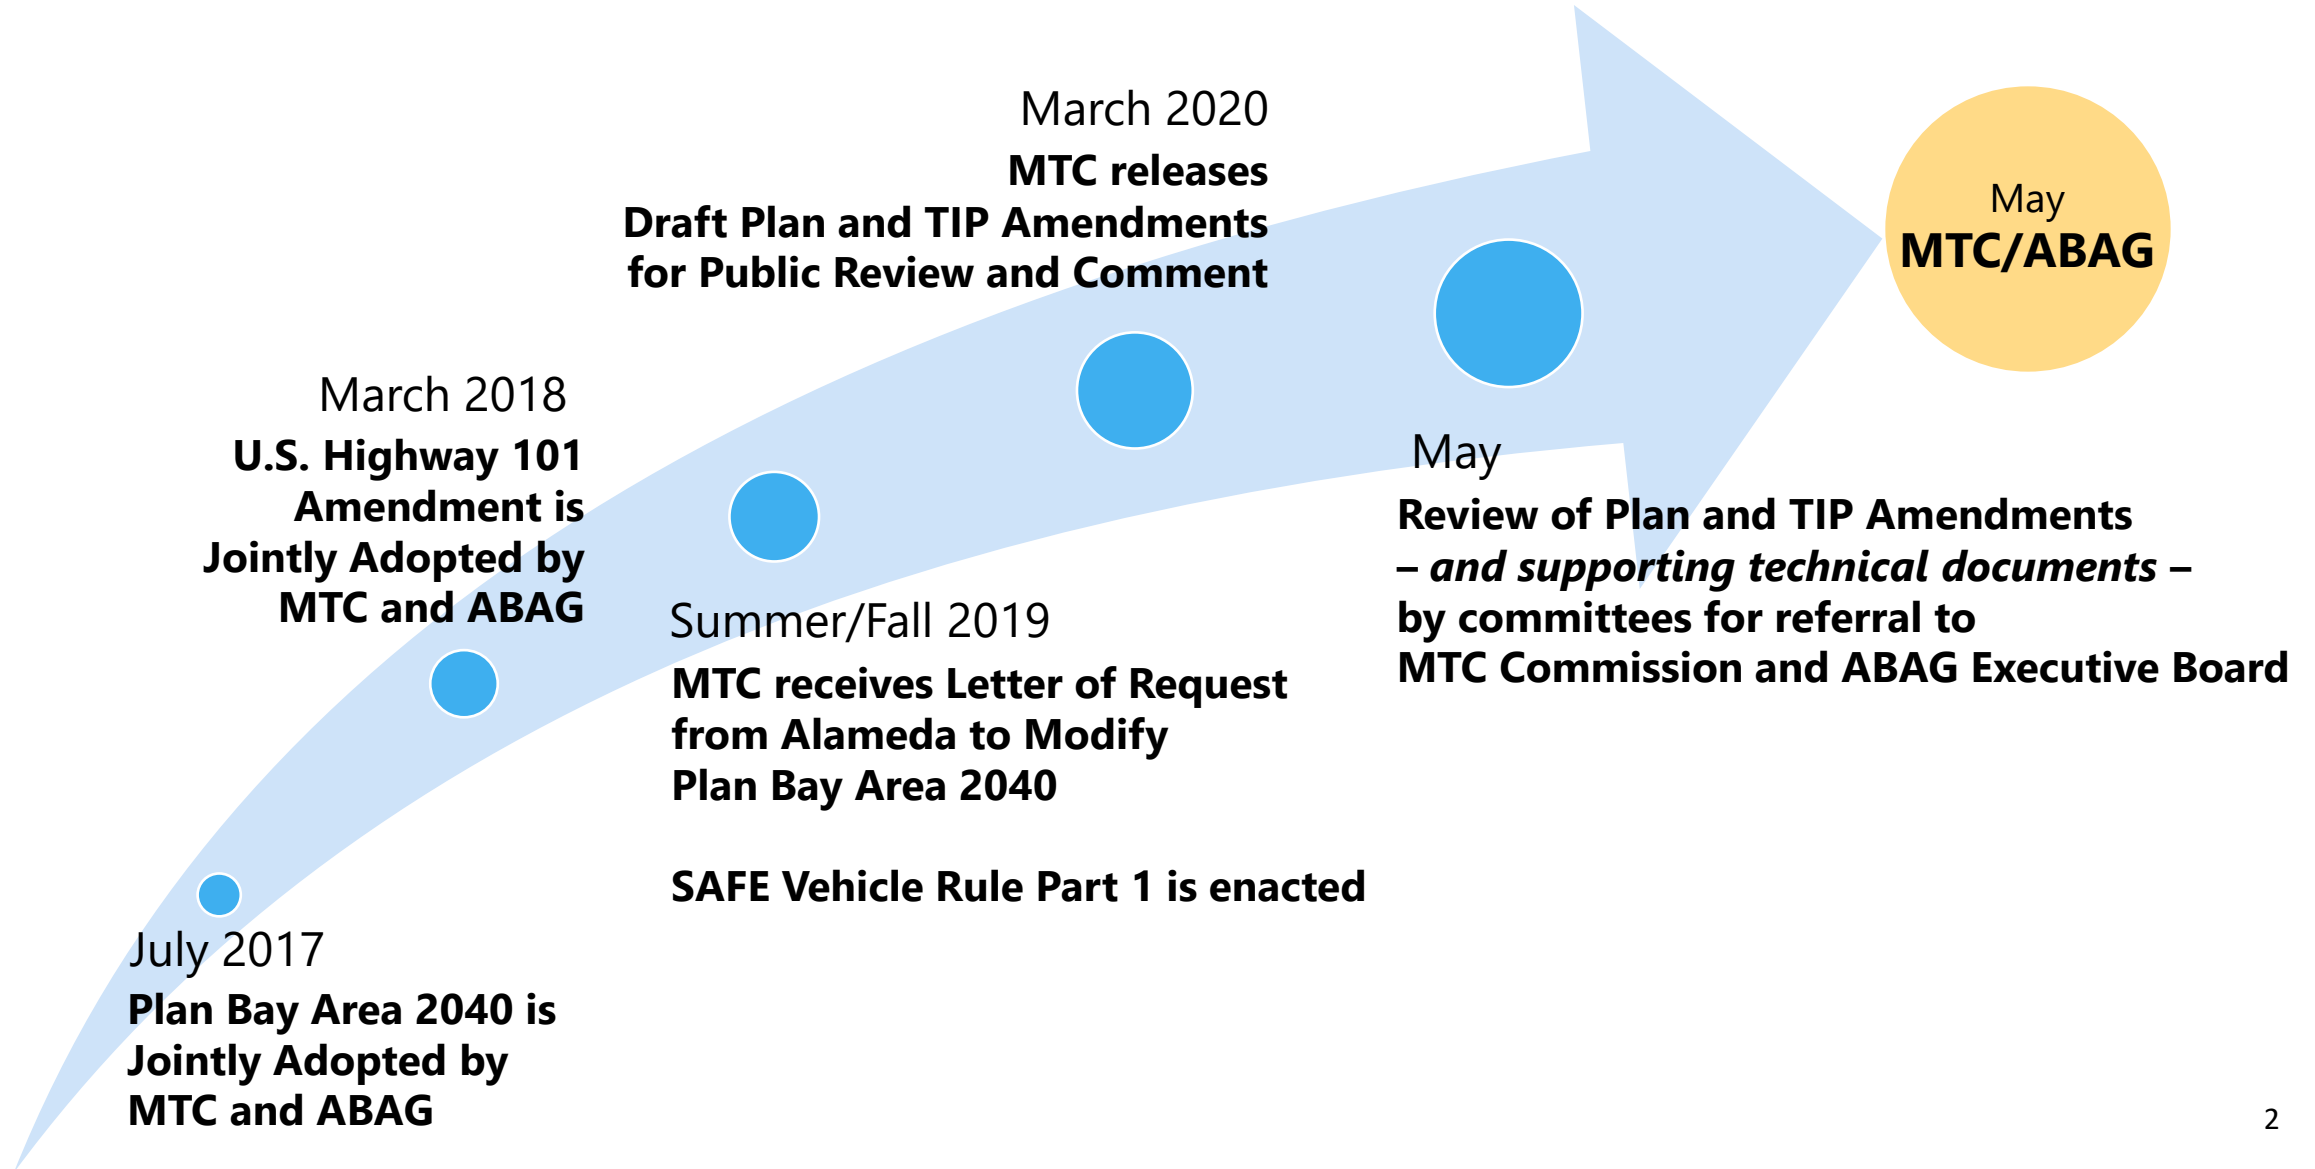 March 2020
MTC releases
Draft Plan and TIP Amendments
for Public Review and Comment
May
MTC/ABAG
March 2018
U.S. Highway 101
Amendment is
Jointly Adopted by
MTC and ABAG
May
Review of Plan and TIP Amendments
– and supporting technical documents –
by committees for referral to
MTC Commission and ABAG Executive Board
Summer/Fall 2019
MTC receives Letter of Request
from Alameda to Modify
Plan Bay Area 2040
SAFE Vehicle Rule Part 1 is enacted
July 2017
Plan Bay Area 2040 is
Jointly Adopted by
MTC and ABAG
2